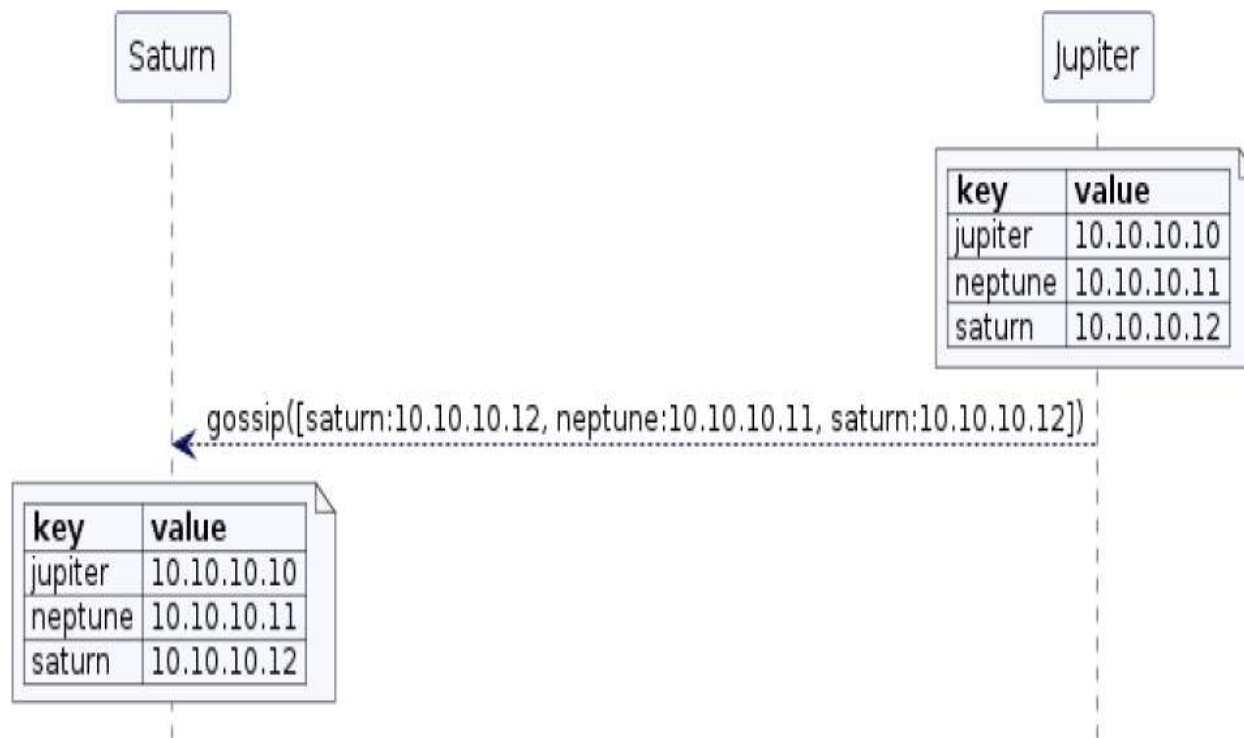 Saturn
Jupiter
key value
jupiter 10.10.10.10
neptune 10.10.10.11
saturn 10.10.10.12
gossip([saturn:10.10.10.12, neptune:10.10.10.11, saturn:10.10.10.12])
key value
jupiter 10.10.10.10
neptune 10.10.10.11
saturn 10.10.10.12